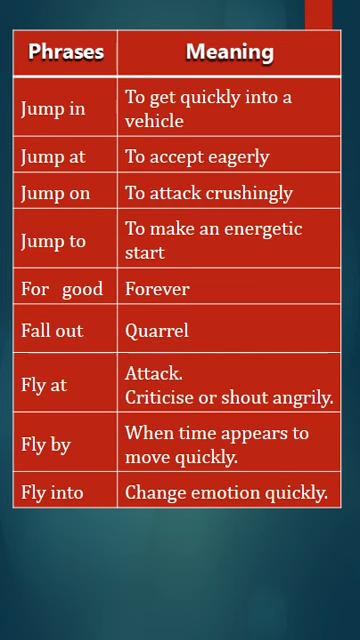 Phrases Meaning
Jump in To get quickly into a
vehicle
Jump at To accept eagerly
Jump on To attack crushingly
Jump to To make an energetic
start
For good Forever
Fall out Quarrel
Fly at Attack.
Criticise or shout angrily.
Fly by When time appears to
move quickly.
Fly into Change emotion quickly.